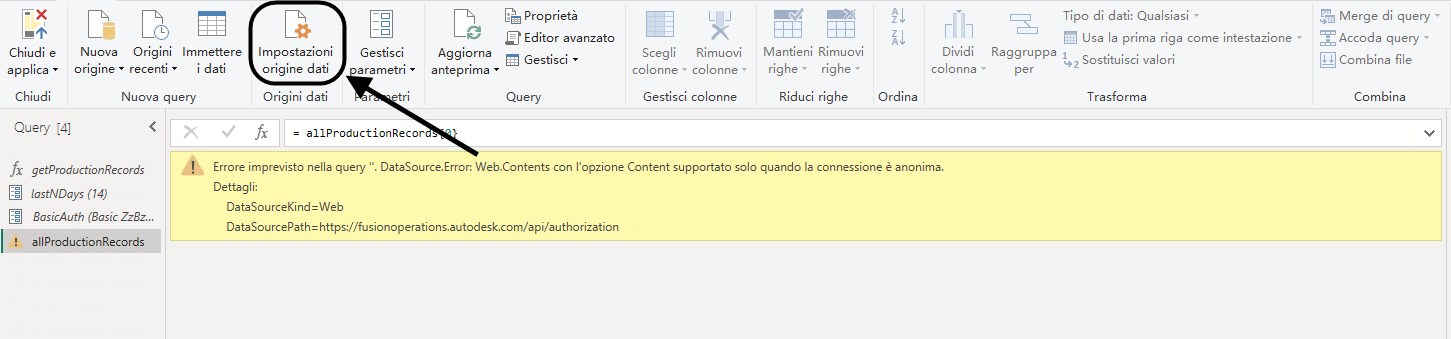 Chiudi e
applica
Nuova
origine
Origini
recenti
Immettere
i dati
Impostazioni
origine dati
Gestisci
parametri
Aggiorna
anteprima
Proprietà
Editor avanzato
Gestisci
Scegli
colonne
Rimuovi
colonne
Mantieni
righe
Rimuovi
righe
A
Z
Z
A
Dividi
colonna
Raggruppa
per
Tipo di dati: Qualsiasi
Usa la prima riga come intestazione
1
2
Sostituisci valori
Merge di query
Accoda query
Combina file
Chiudi
Nuova query
Origini dati
Parametri
Query
Gestisci colonne
Riduci righe
Ordina
Trasforma
Combina
Query [4]
fx
= allProductionRecords{0}
fx getProductionRecords
lastNDays (14)
BasicAuth (Basic ZzBz...
allProductionRecords
Errore imprevisto nella query ''. DataSource.Error: Web.Contents con l'opzione Content supportato solo quando la connessione è anonima.
Dettagli:
DataSourceKind=Web
DataSourcePath=https://fusionoperations.autodesk.com/api/authorization